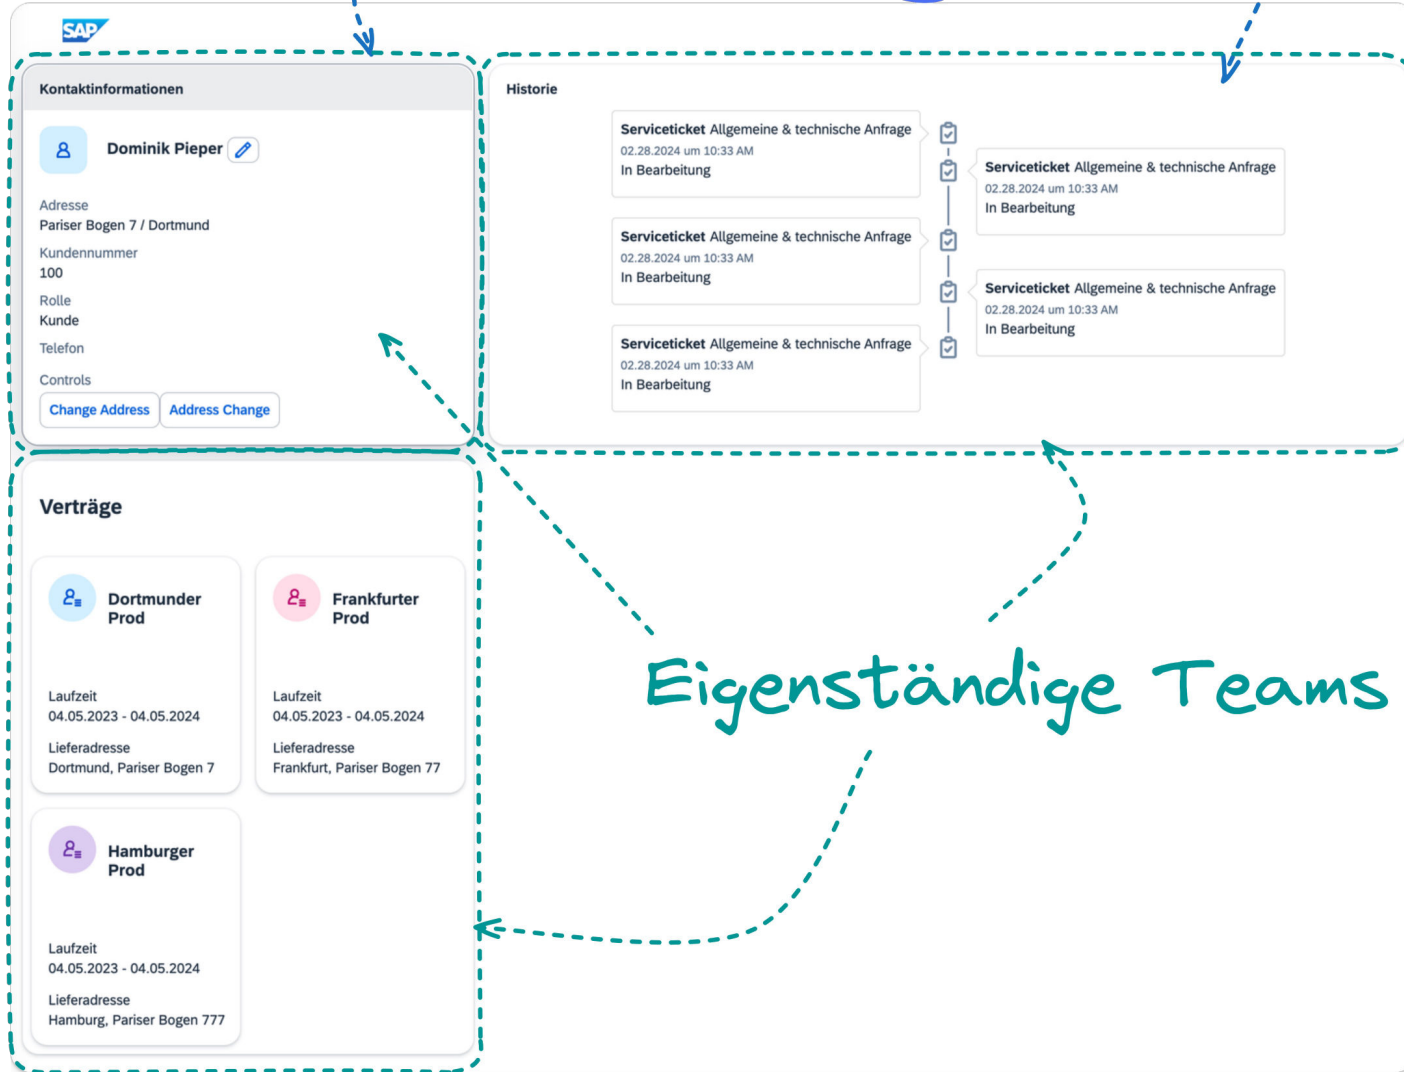 SAP
Kontaktinformationen
Dominik Pieper
Adresse
Pariser Bogen 7 / Dortmund
Kundennummer
100
Rolle
Kunde
Telefon
Controls
Change Address Address Change
Historie
Serviceticket Allgemeine & technische Anfrage
02.28.2024 um 10:33 AM
In Bearbeitung
Serviceticket Allgemeine & technische Anfrage
02.28.2024 um 10:33 AM
In Bearbeitung
Serviceticket Allgemeine & technische Anfrage
02.28.2024 um 10:33 AM
In Bearbeitung
Serviceticket Allgemeine & technische Anfrage
02.28.2024 um 10:33 AM
In Bearbeitung
Serviceticket Allgemeine & technische Anfrage
02.28.2024 um 10:33 AM
In Bearbeitung
Verträge
Dortmunder
Prod
Laufzeit
04.05.2023 - 04.05.2024
Lieferadresse
Dortmund, Pariser Bogen 7
Frankfurter
Prod
Laufzeit
04.05.2023 - 04.05.2024
Lieferadresse
Frankfurt, Pariser Bogen 77
Hamburger
Prod
Laufzeit
04.05.2023 - 04.05.2024
Lieferadresse
Hamburg, Pariser Bogen 777
Eigenständige Teams